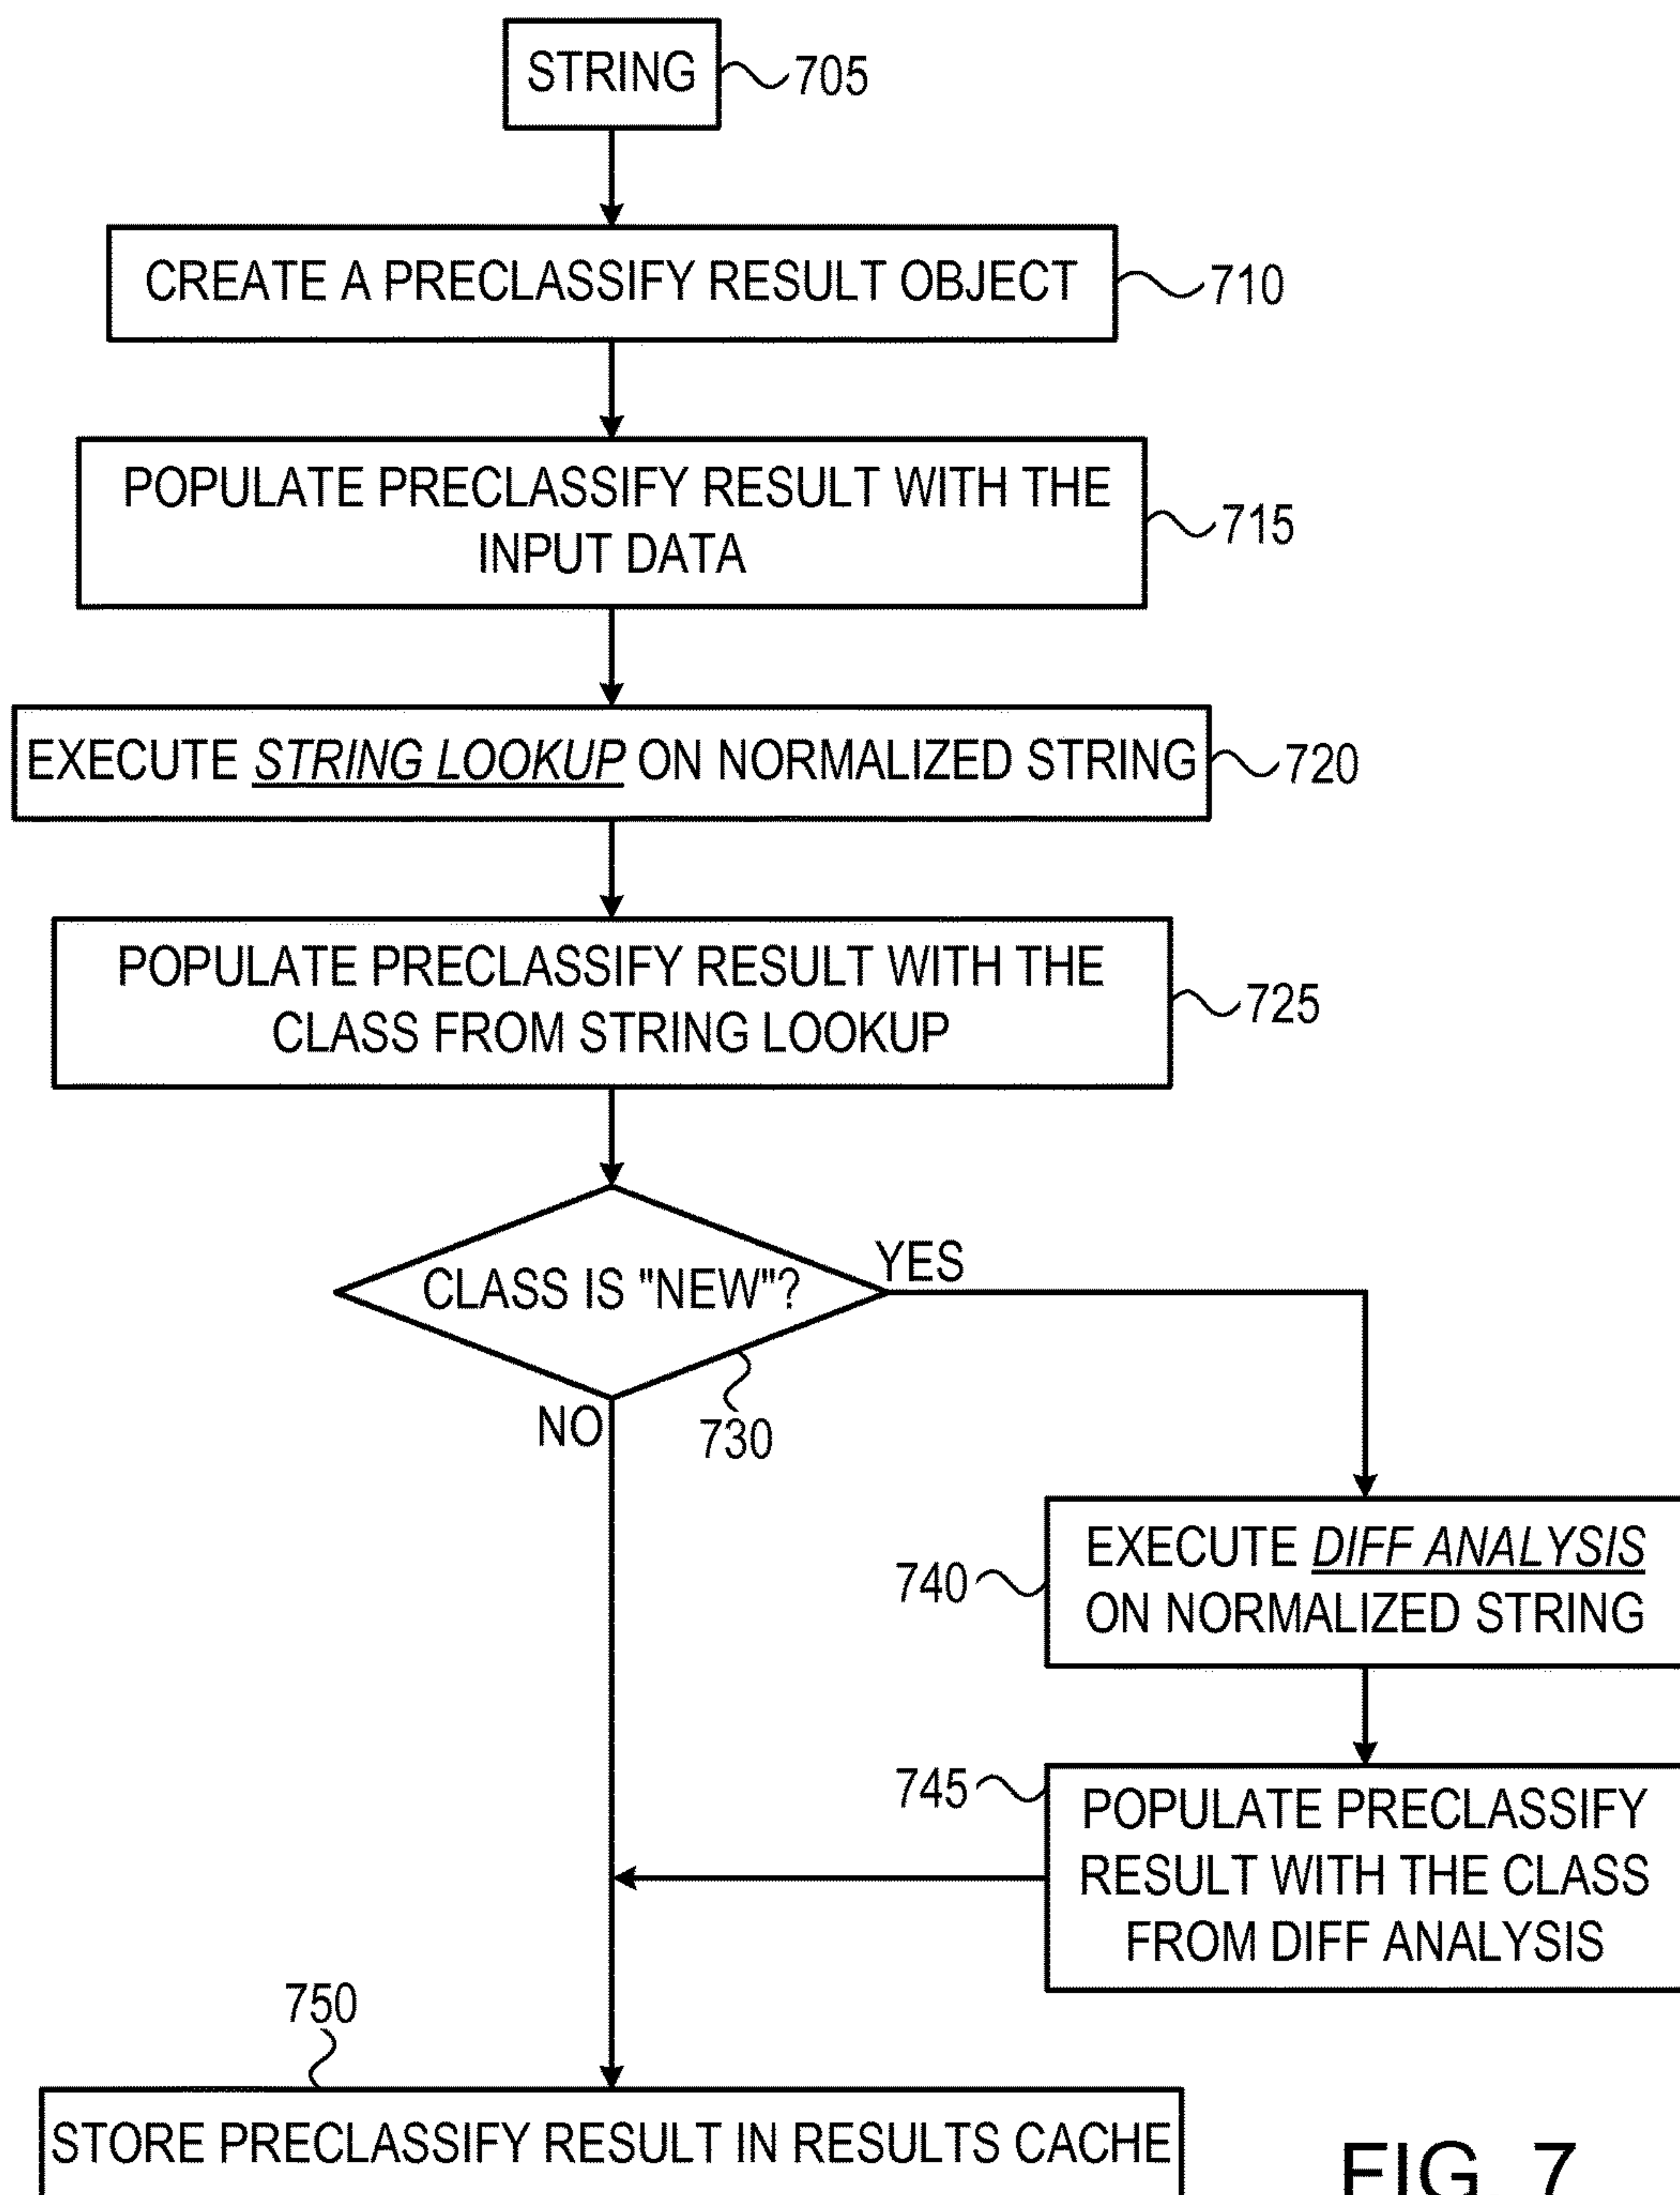 STRING
705
CREATE A PRECLASSIFY RESULT OBJECT
710
POPULATE PRECLASSIFY RESULT WITH THE
INPUT DATA
715
EXECUTE STRING LOOKUP ON NORMALIZED STRING
720
POPULATE PRECLASSIFY RESULT WITH THE
CLASS FROM STRING LOOKUP
725
CLASS IS "NEW"?
YES
NO
730
740
EXECUTE DIFF ANALYSIS
ON NORMALIZED STRING
745
POPULATE PRECLASSIFY
RESULT WITH THE CLASS
FROM DIFF ANALYSIS
750
STORE PRECLASSIFY RESULT IN RESULTS CACHE
FIG. 7